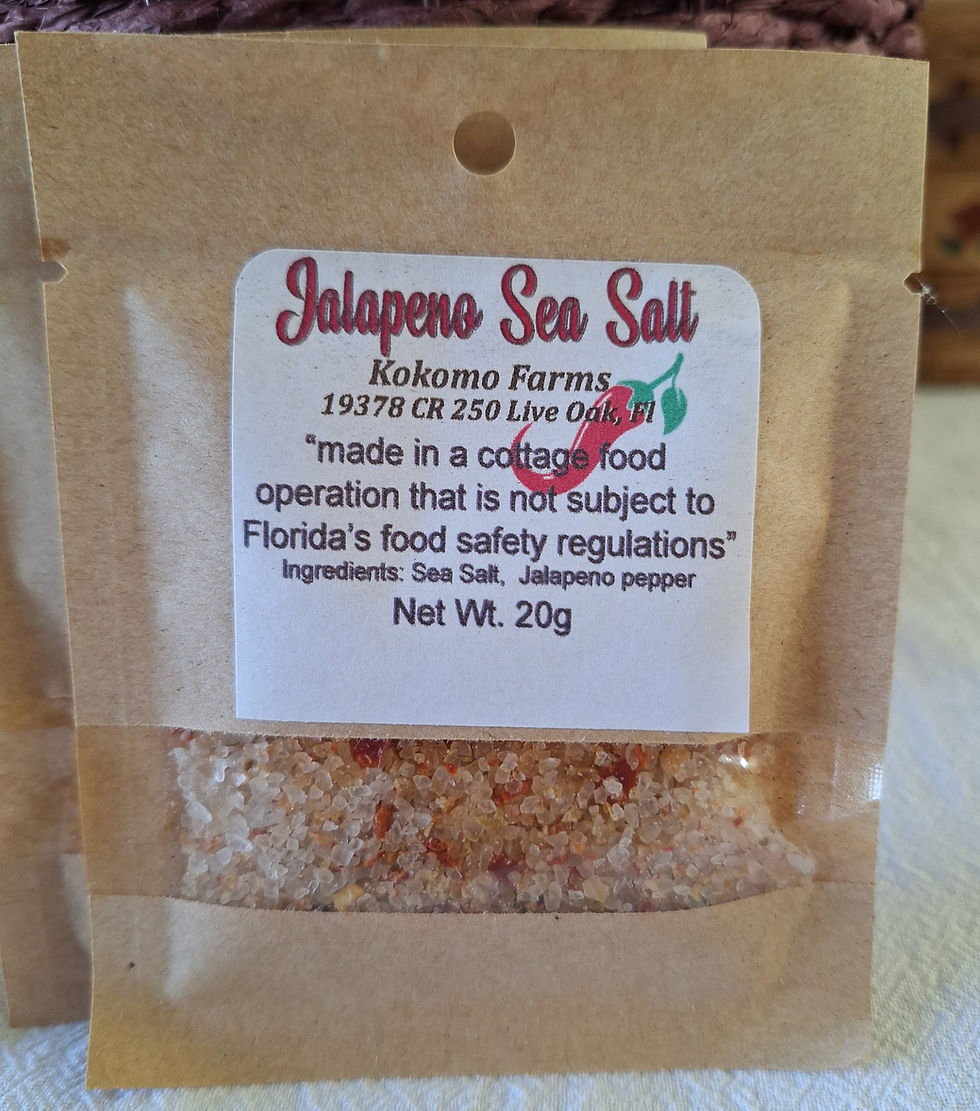 Jalapeno Sea Salt
Kokomo Farms
19378 CR 250 Live Oak, Fl
“made in a cottage food
operation that is not subject to
Florida’s food safety regulations”
Ingredients: Sea Salt, Jalapeno pepper
Net Wt. 20g